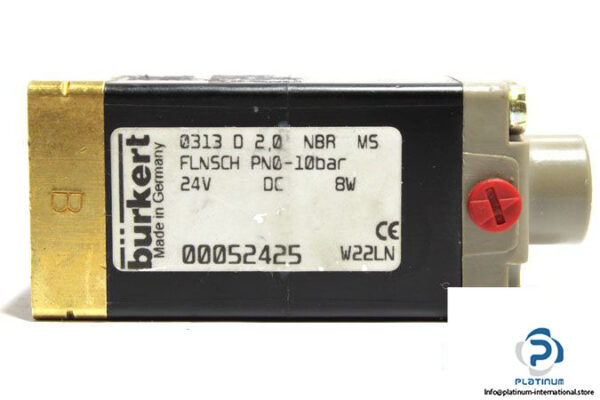 0313 D 2,0 NBR MS
FLNSCH PN0-10bar
24V DC 8W
CE
00052425 W22LN
bürkert
Made in Germany
B
P
PLATINUM
Info@platinum-international.store